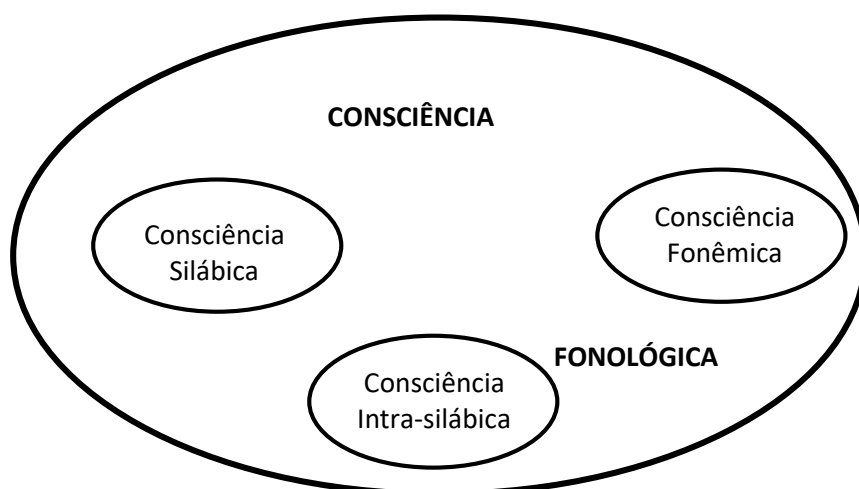 CONSCIÊNCIA
Consciência
Silábica
Consciência
Fonêmica
Consciência
Intra-silábica
FONOLÓGICA